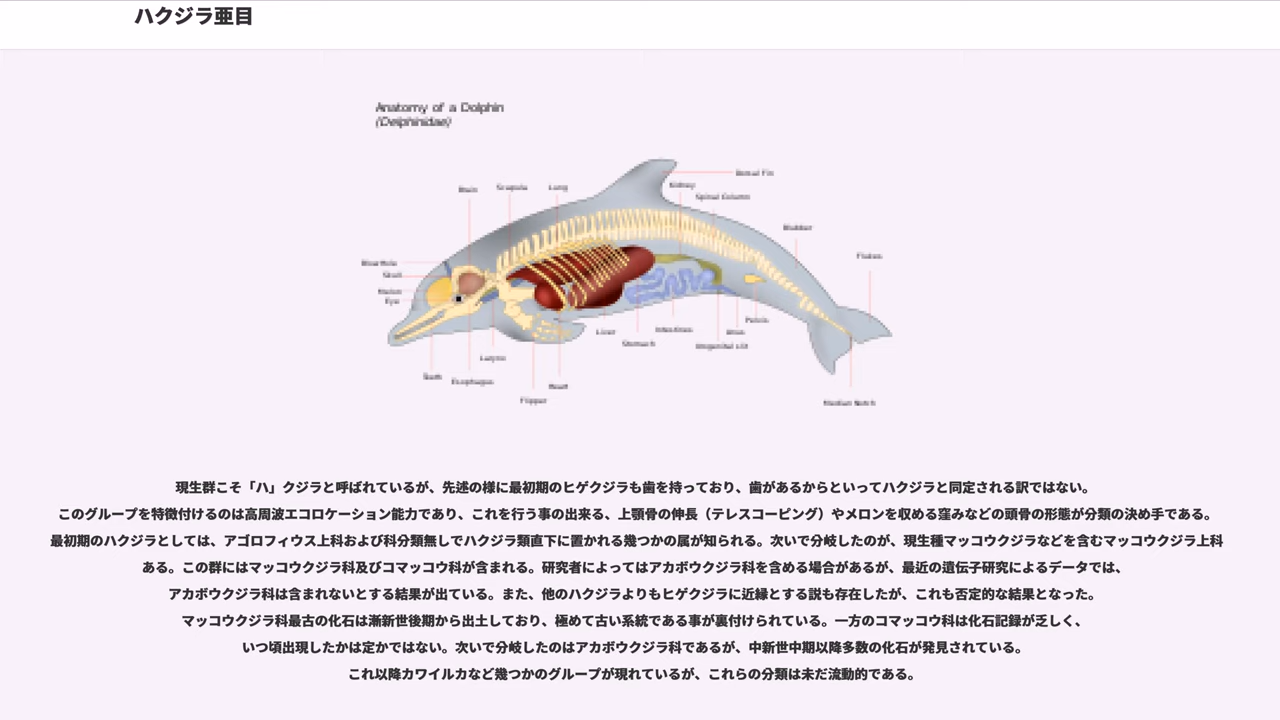 ハクジラ亜目
Anatomy of a Dolphin
(Delphinidae)
Dorsal Fin
Brain Scapula Lung Kidney
Spinal Column
Blubber
Flukes
Blow Hole
Skull
Melon
Eye
Pelvis
Liver Intestines Anus
Stomach Urogenital slit
Larynx
Teeth Esophagus
Heart
Flipper Median Notch
現生群こそ「ハ」クジラと呼ばれているが、先述の様に最初期のヒゲクジラも歯を持っており、歯があるからといってハクジラと同定される訳ではない。
このグループを特徴付けるのは高周波エコロケーション能力であり、これを行う事の出来る、上顎骨の伸長（テレスコーピング）やメロンを収める窪みなどの頭骨の形態が分類の決め手である。
最初期のハクジラとしては、アゴロフィウス上科および科分類無しでハクジラ類直下に置かれる幾つかの属が知られる。次いで分岐したのが、現生種マッコウクジラなどを含むマッコウクジラ上科
ある。この群にはマッコウクジラ科及びコマッコウ科が含まれる。研究者によってはアカボウクジラ科を含める場合があるが、最近の遺伝子研究によるデータでは、
アカボウクジラ科は含まれないとする結果が出ている。また、他のハクジラよりもヒゲクジラに近縁とする説も存在したが、これも否定的な結果となった。
マッコウクジラ科最古の化石は漸新世後期から出土しており、極めて古い系統である事が裏付けられている。一方のコマッコウ科は化石記録が乏しく、
いつ頃出現したかは定かではない。次いで分岐したのはアカボウクジラ科であるが、中新世中期以降多数の化石が発見されている。
これ以降カワイルカなど幾つかのグループが現れているが、これらの分類は未だ流動的である。